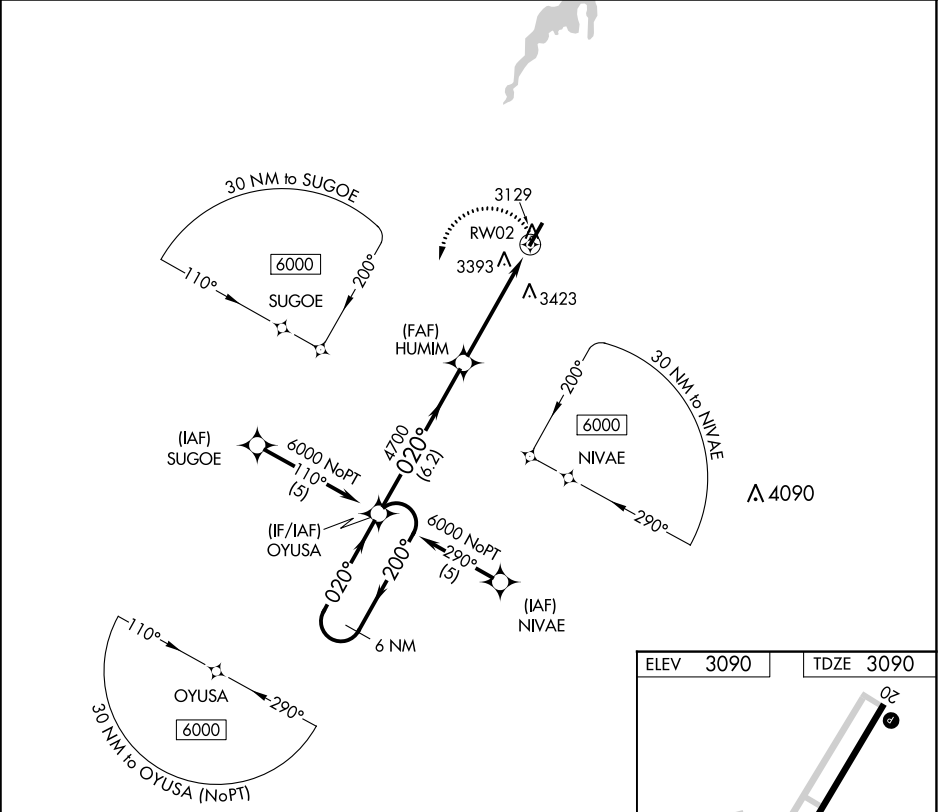 30 NM to SUGOE
6000
110°
200°
SUGOE
3129
RW02
3393
3423
(FAF)
HUMIM
30 NM to NIVAE
200°
6000
NIVAE
290°
4090
(IAF)
SUGOE
6000 NoPT
110°
(5)
4700
020°
(6.2)
(IF/IAF)
OYUSA
6000 NoPT
290°
(5)
(IAF)
NIVAE
020°
200°
6 NM
110°
OYUSA
290°
6000
30 NM to OYUSA (NoPT)
ELEV 3090
TDZE 3090
20
P